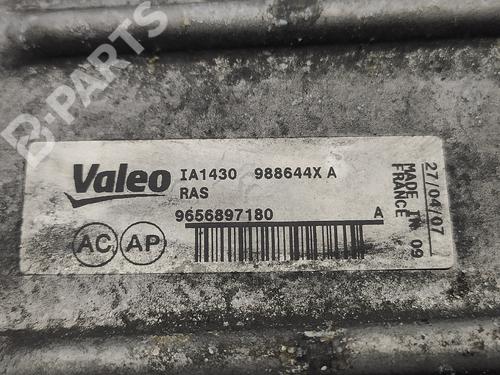 B-PARTS
Valeo
IA1430 988644X A
RAS
9656897180 A
AC AP
27/04/07
MADE IN 09
FRANCE